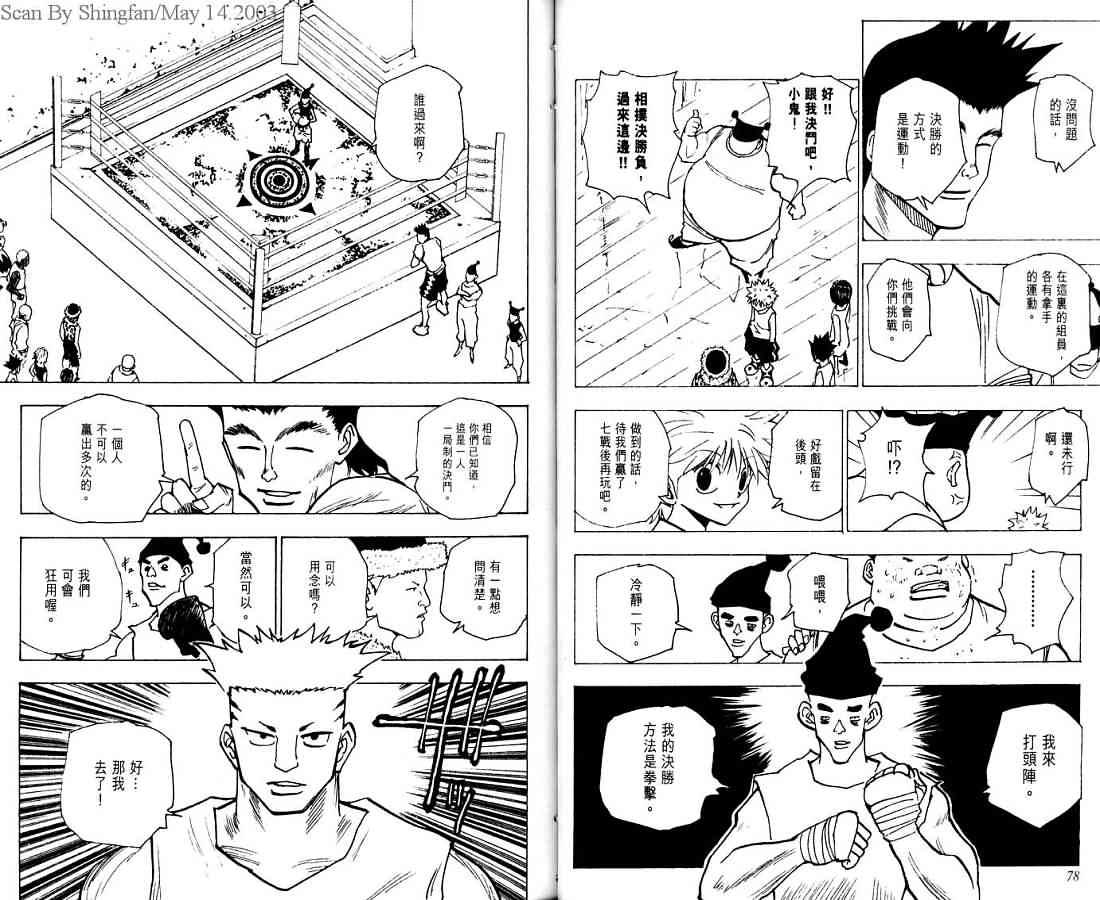 Scan By Shingfan/May 14.2003
沒問題
的話，
決勝的
方式
是運動！
在這裏的組員，
各有拿手
的運動。
他們會向
你們挑戰。
好!!
跟我決鬥吧，
小鬼！
相撲決勝負，
過來這邊!!
還未行
啊。
吓!?
好戲留在
後頭，
做到的話，
待我們贏了
七戰後再玩吧。
…………
喂喂，
冷靜一下。
我來
打頭陣。
我的決勝
方法是拳擊。
78
誰過來啊？
相信
你們已知道，
這是一人
一局制的決鬥。
一個人
不可以
贏出多次的。
有一點想
問清楚。
可以
用念嗎？
當然可以。
キュ
キュ
我們
可會
狂用喔。
好…
那我
去了！